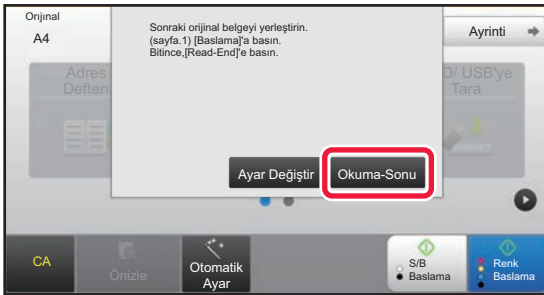 Orijinal
A4
Sonraki orijinal belgeyi yerleştirin.
(sayfa.1) [Baslama]'a basın.
Bitince,[Read-End]'e basın.
Ayrinti
Adres
Defteri
D/ USB'ye
Tara
Ayar Değiştir
Okuma-Sonu
CA
Önizle
Otomatik
Ayar
S/B
Baslama
Renk
Baslama